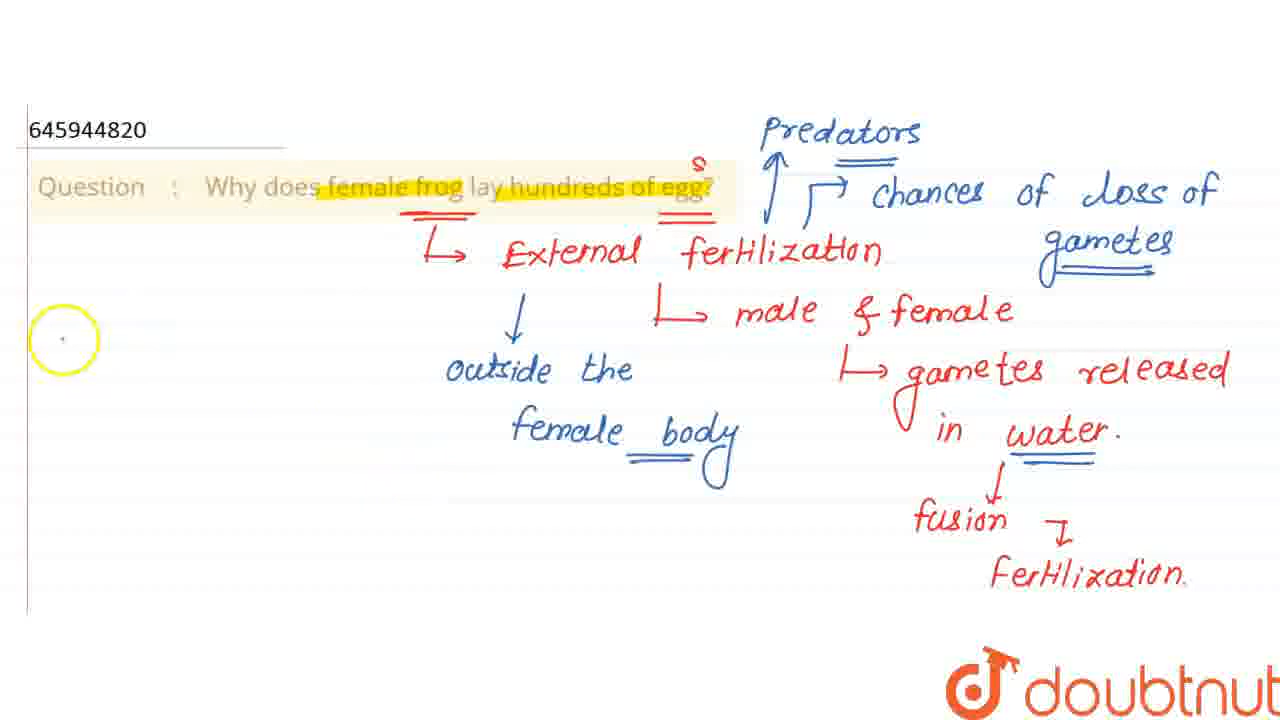 645944820
Predators
s
Question : Why does female frog lay hundreds of egg?
chances of loss of
gametes
External fertilization
male & female
outside the
gametes released
female body
in water.
fusion
Fertilization.
doubtnut